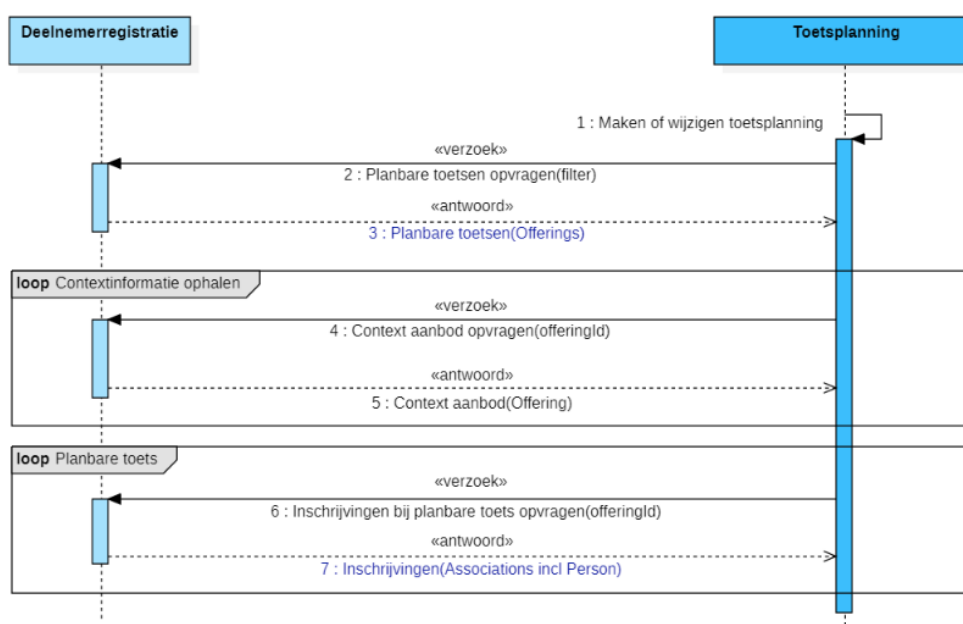 Deelnemerregistratie
Toetsplanning
1 : Maken of wijzigen toetsplanning
«verzoek»
2 : Planbare toetsen opvragen(filter)
«antwoord»
3 : Planbare toetsen(Offerings)
loop Contextinformatie ophalen
«verzoek»
4 : Context aanbod opvragen(offeringId)
«antwoord»
5 : Context aanbod(Offering)
loop Planbare toets
«verzoek»
6 : Inschrijvingen bij planbare toets opvragen(offeringId)
«antwoord»
7 : Inschrijvingen(Associations incl Person)